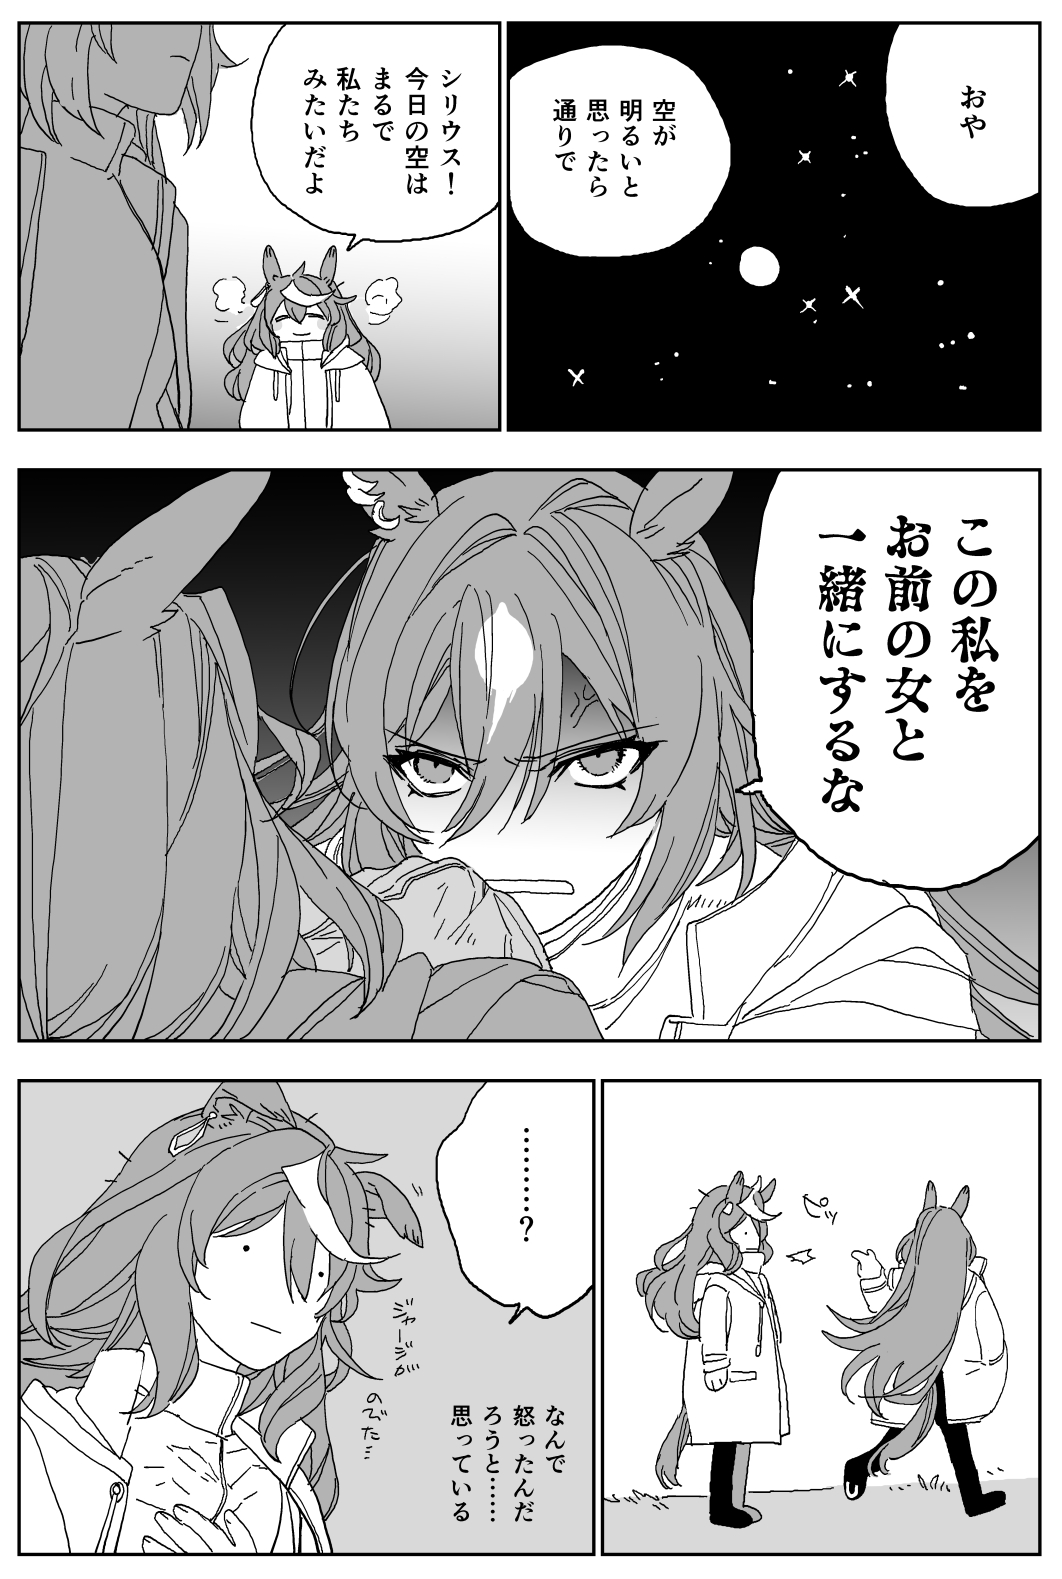 おや
空が
明るいと
思ったら
通りで
シリウス！
今日の空は
まるで
私たち
みたいだよ
この私を
お前の女と
一緒にするな
ピッ
………？
ジャージが
のびた…
なんで
怒ったんだ
ろうと……
思っている